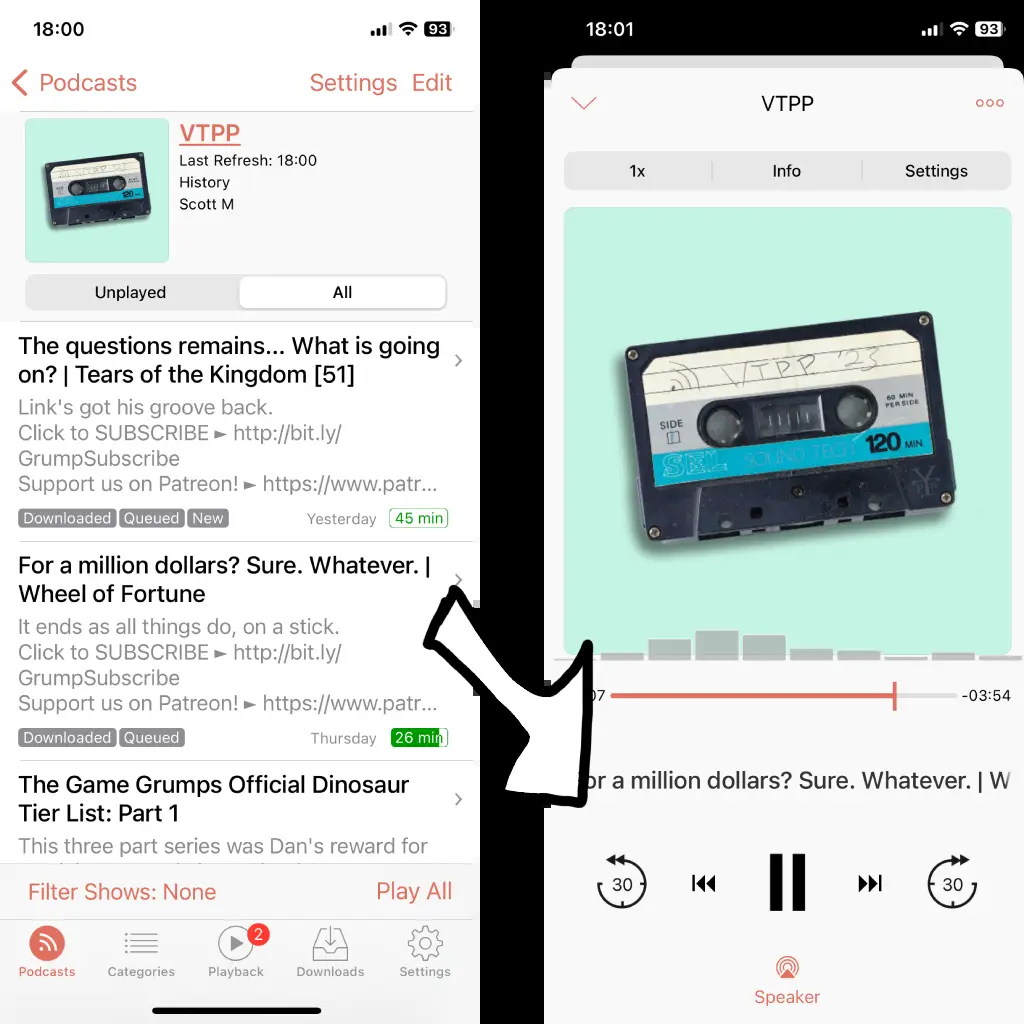 18:00
93
Podcasts
Settings Edit
VTPP
Last Refresh: 18:00
History
Scott M
Unplayed All
The questions remains... What is going
on? | Tears of the Kingdom [51]
Link's got his groove back.
Click to SUBSCRIBE ► http://bit.ly/
GrumpSubscribe
Support us on Patreon! ► https://www.patr...
Downloaded Queued New Yesterday 45 min
For a million dollars? Sure. Whatever. |
Wheel of Fortune
It ends as all things do, on a stick.
Click to SUBSCRIBE ► http://bit.ly/
GrumpSubscribe
Support us on Patreon! ► https://www.patr...
Downloaded Queued Thursday 26 min
The Game Grumps Official Dinosaur
Tier List: Part 1
This three part series was Dan's reward for
Filter Shows: None Play All
2
Podcasts Categories Playback Downloads Settings
18:01
93
VTPP
1x Info Settings
VTPP '23
60 MIN
PER SIDE
SIDE
SEL SOUND TECH 120 MIN
07 -03:54
or a million dollars? Sure. Whatever. | W
30 30
Speaker